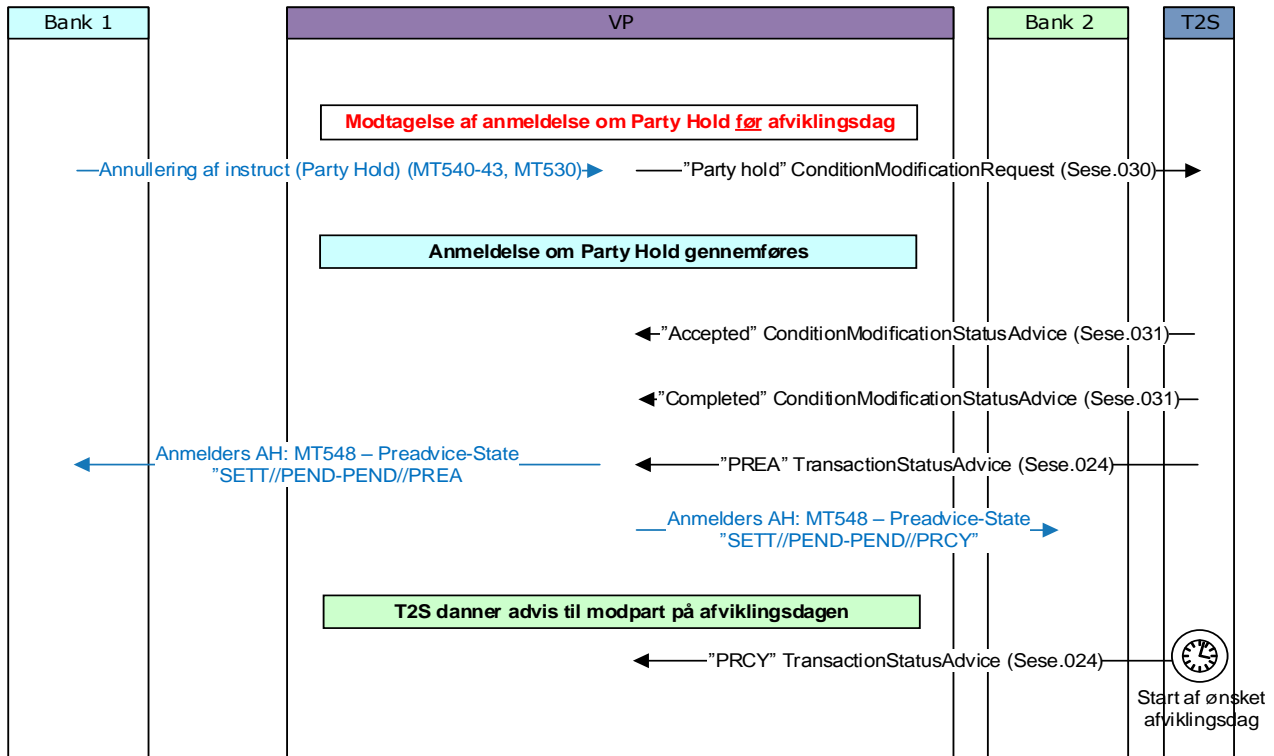 Bank 1
VP
Bank 2
T2S
Modtagelse af anmeldelse om Party Hold før afviklingsdag
Annullering af instruct (Party Hold) (MT540-43, MT530)
”Party hold” ConditionModificationRequest (Sese.030)
Anmeldelse om Party Hold gennemføres
”Accepted” ConditionModificationStatusAdvice (Sese.031)
”Completed” ConditionModificationStatusAdvice (Sese.031)
Anmelders AH: MT548 – Preadvice-State
”SETT//PEND-PEND//PREA
”PREA” TransactionStatusAdvice (Sese.024)
Anmelders AH: MT548 – Preadvice-State
”SETT//PEND-PEND//PRCY”
T2S danner advis til modpart på afviklingsdagen
”PRCY” TransactionStatusAdvice (Sese.024)
Start af ønsket
afviklingsdag